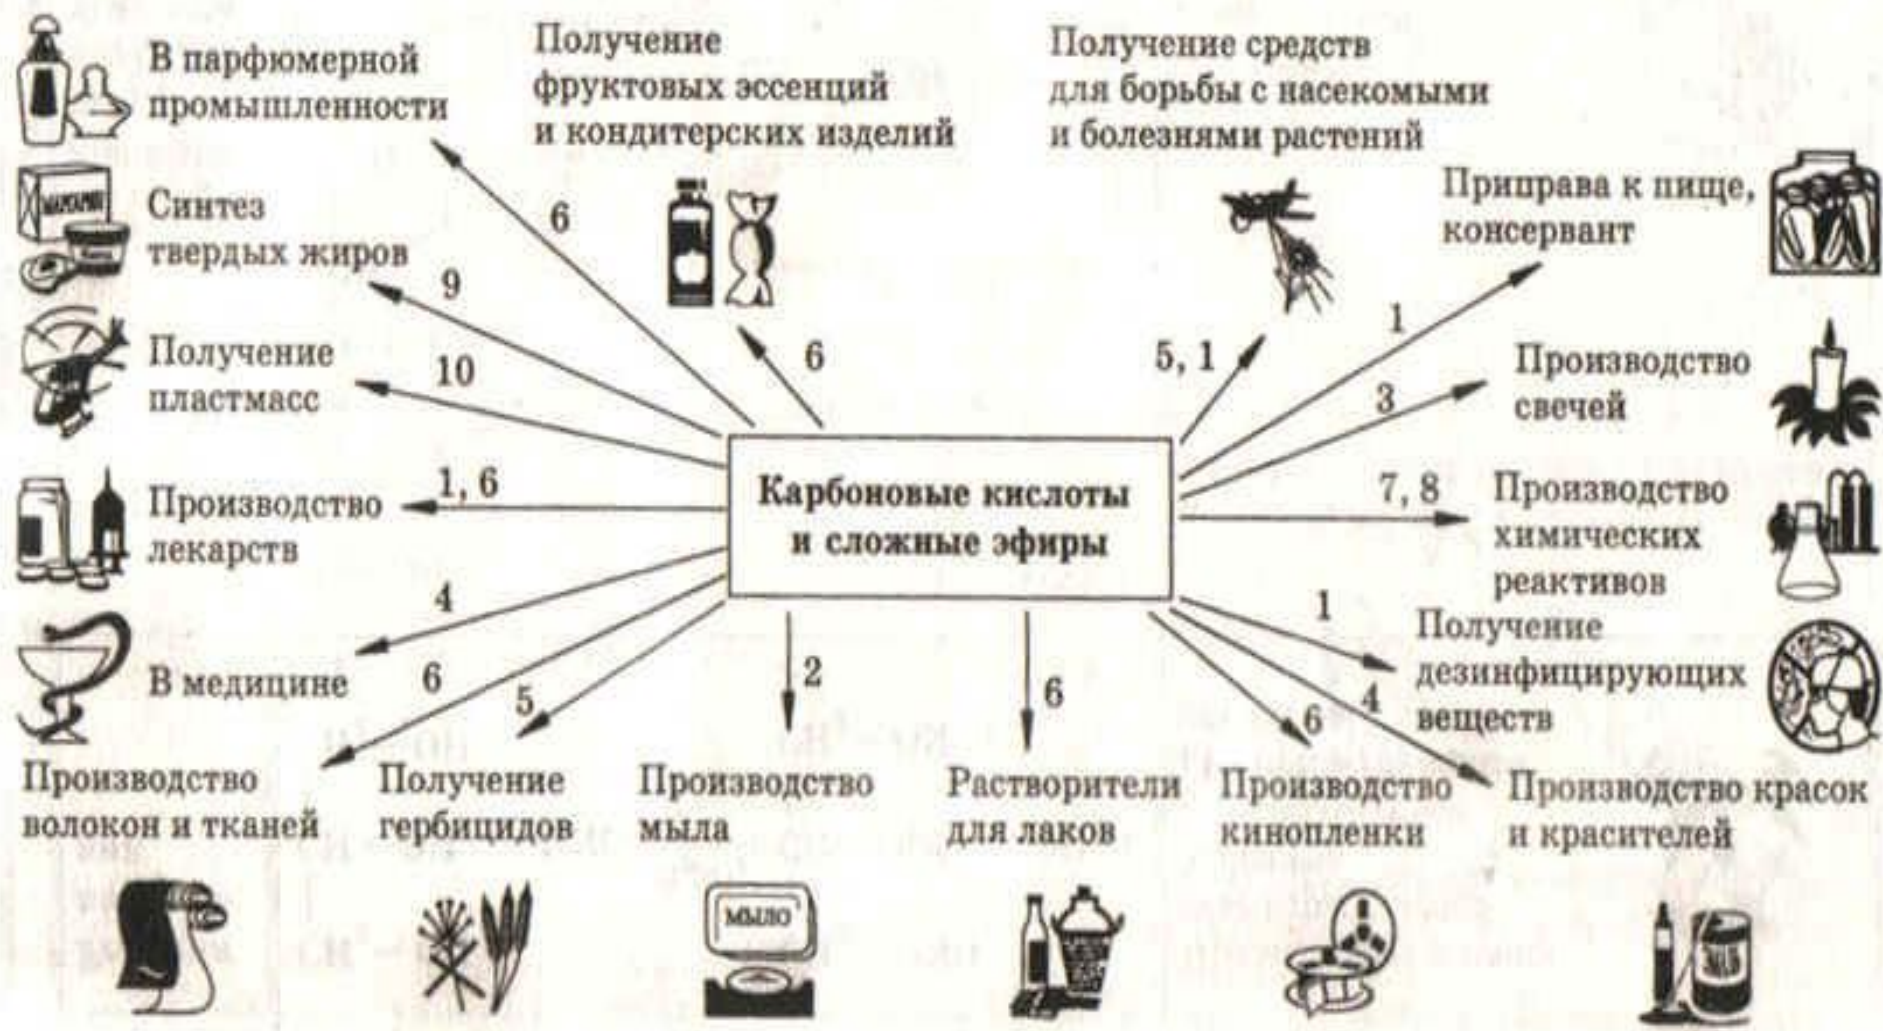 В парфюмерной
промышленности
Получение
фруктовых эссенций
и кондитерских изделий
Получение средств
для борьбы с насекомыми
и болезнями растений
Приправа к пище,
консервант
Синтез
твердых жиров
6
9
6
5, 1
1
Получение
пластмасс
10
3
Производство
свечей
Производство
лекарств
1, 6
Карбоновые кислоты
и сложные эфиры
7, 8
Производство
химических
реактивов
4
1
Получение
дезинфицирующих
веществ
В медицине
6
5
2
6
6
4
Производство
волокон и тканей
Получение
гербицидов
Производство
мыла
Растворители
для лаков
Производство
кинопленки
Производство красок
и красителей
МЫЛО